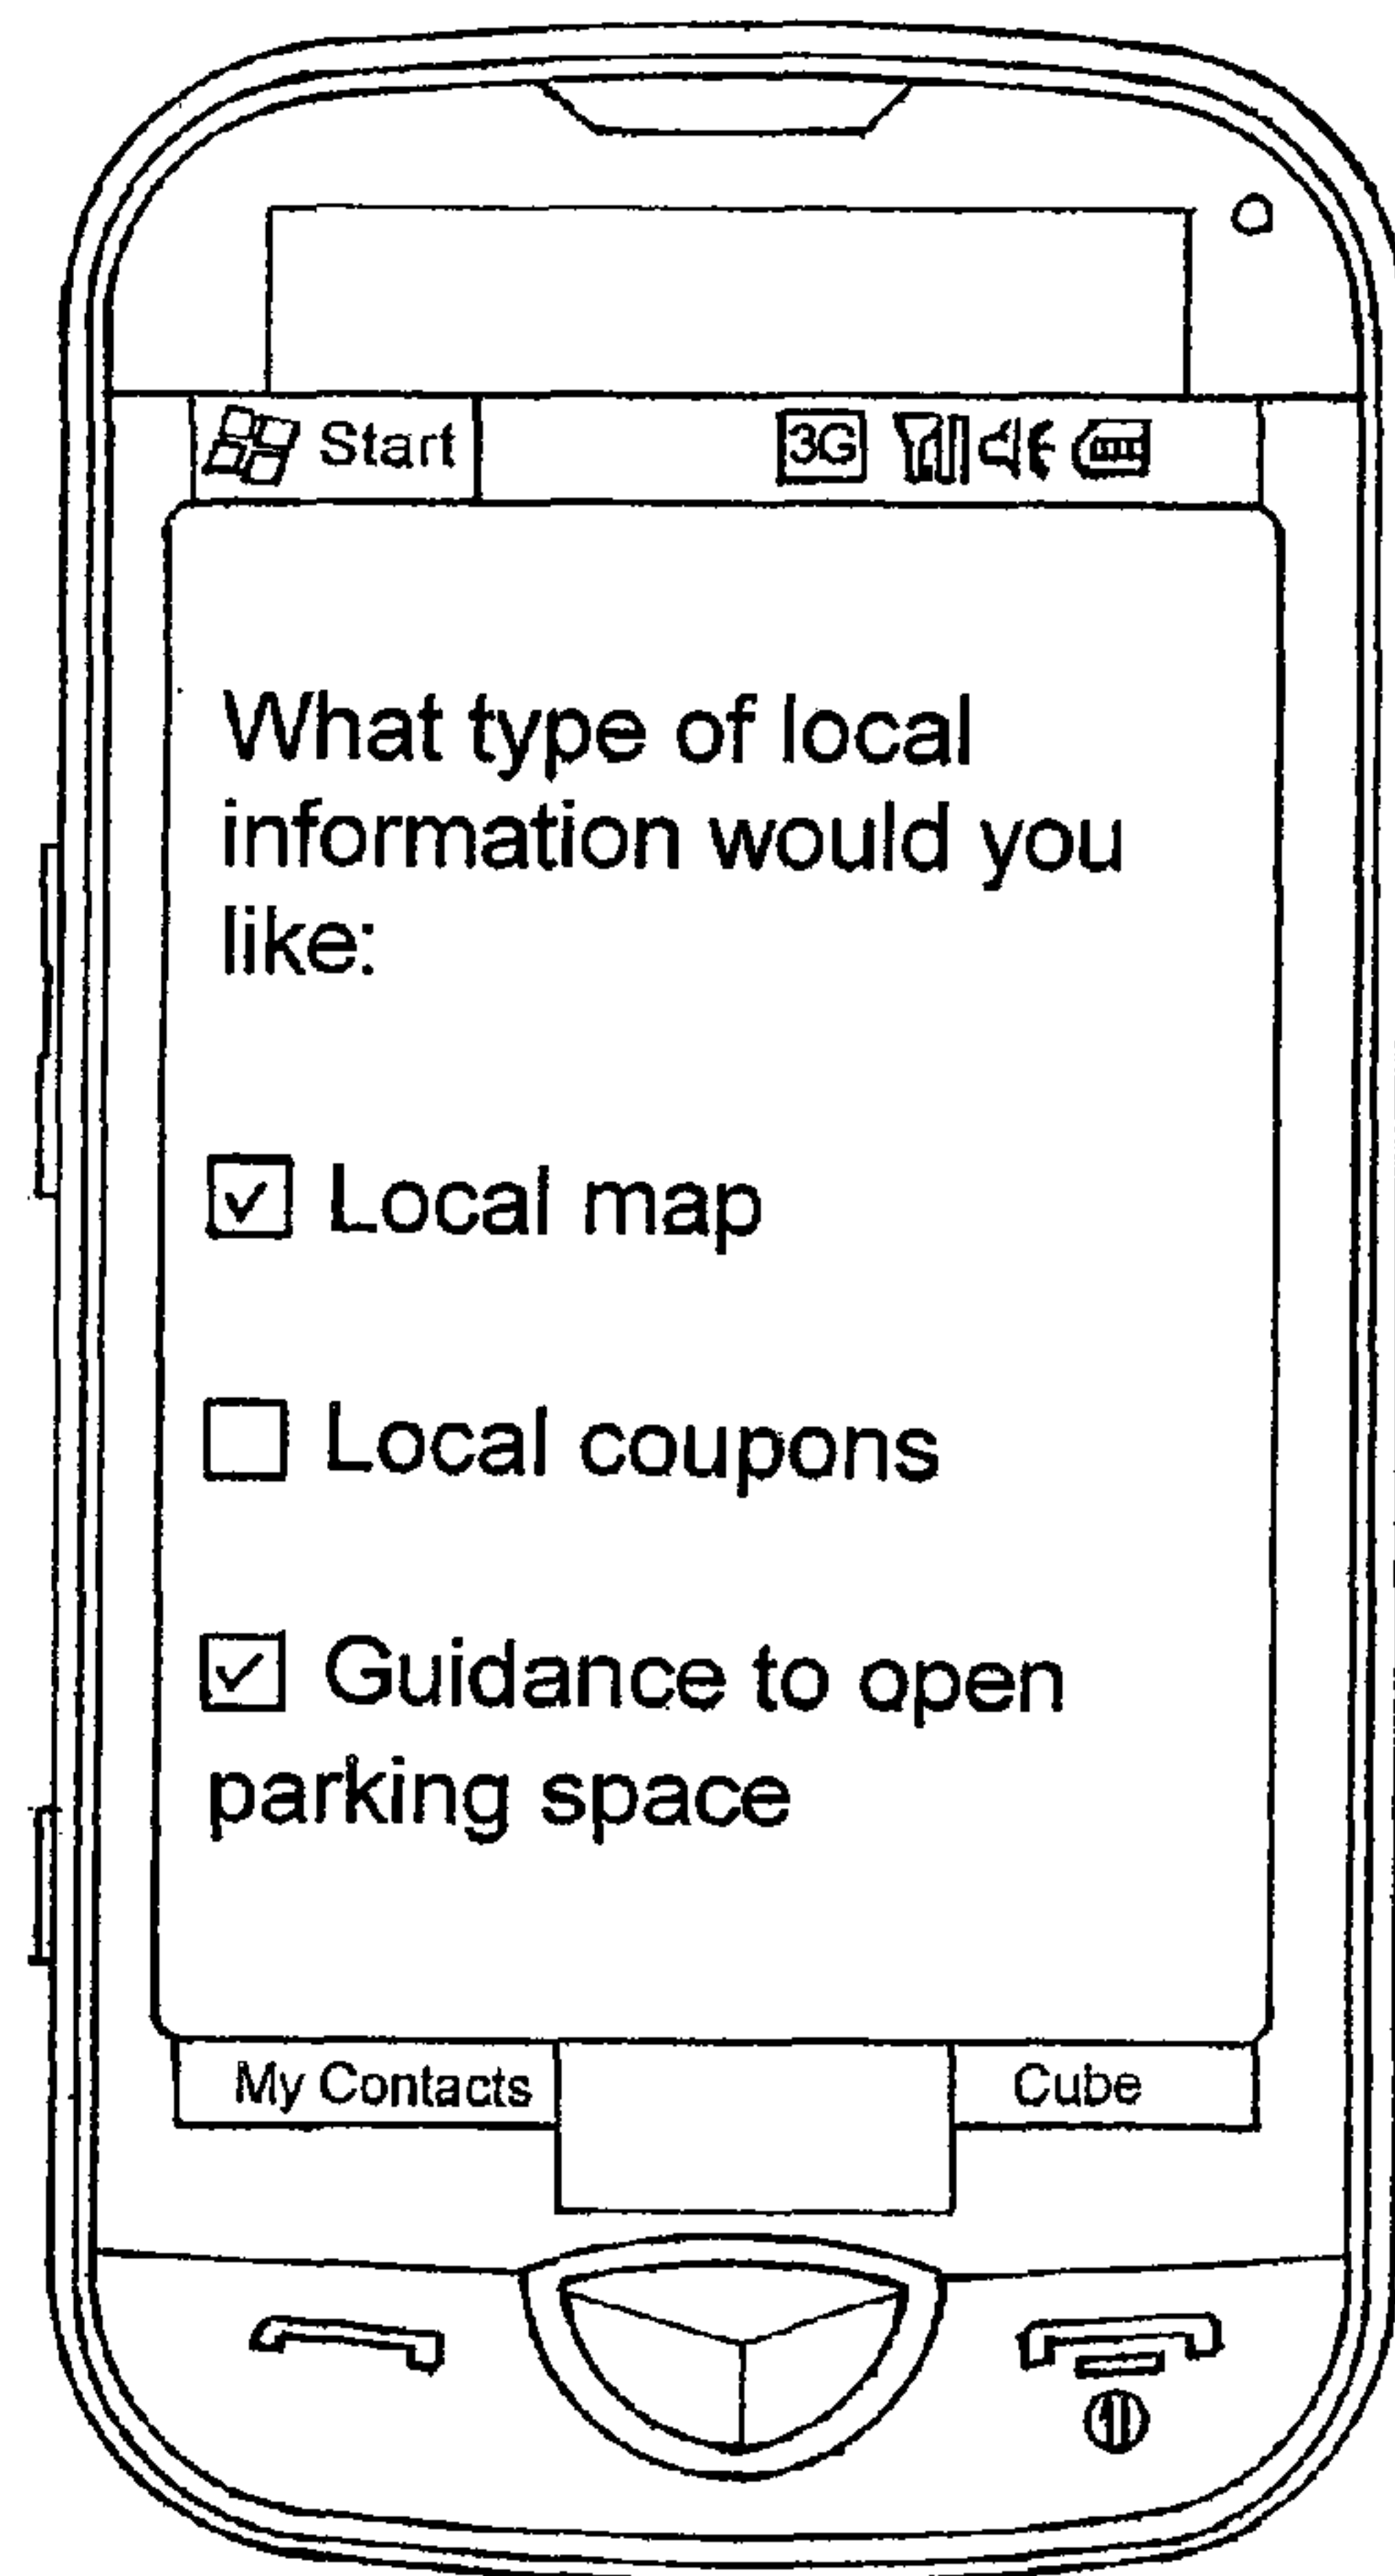 Start 3G
What type of local
information would you
like:
Local map
Local coupons
Guidance to open
parking space
My Contacts Cube